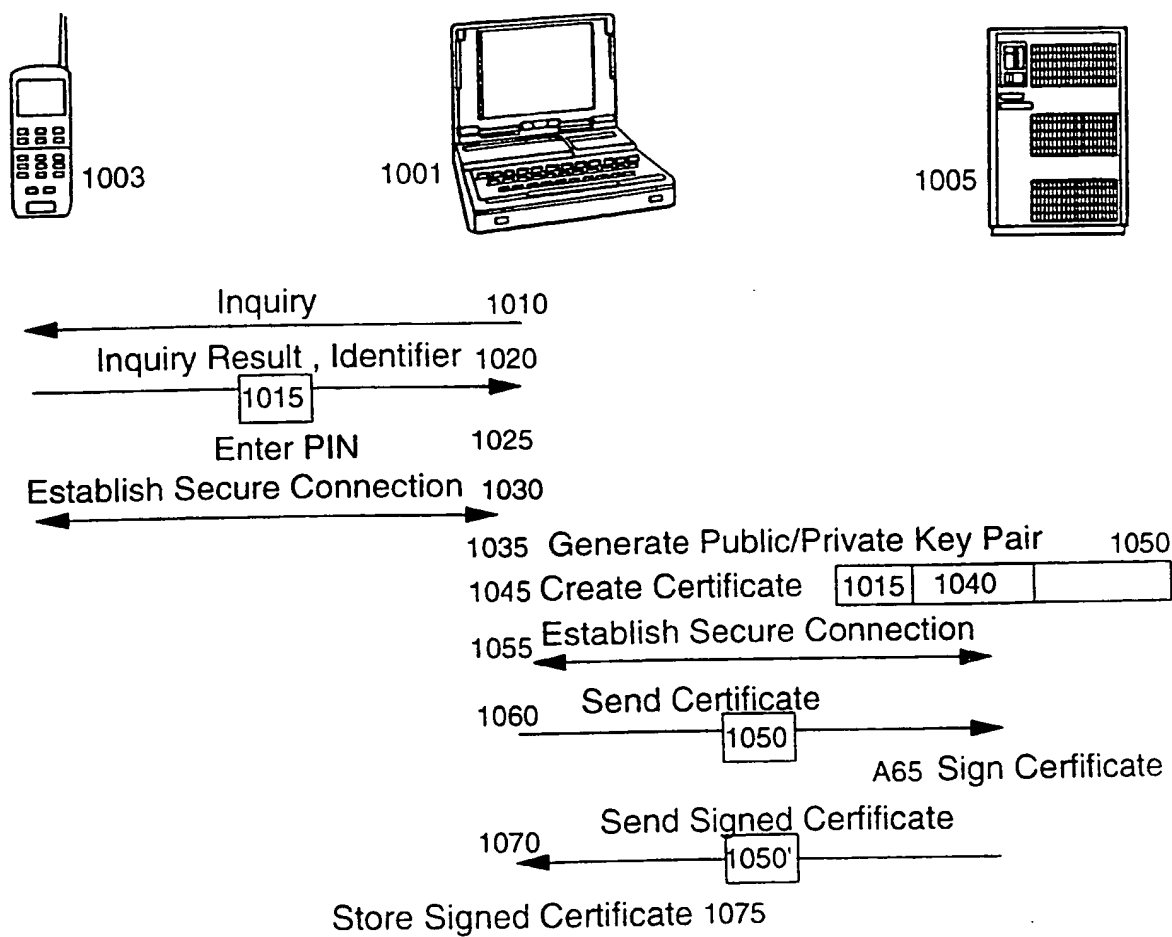 1003
1001
1005
Inquiry 1010
Inquiry Result , Identifier 1020
1015
Enter PIN 1025
Establish Secure Connection 1030
1035 Generate Public/Private Key Pair 1050
1045 Create Certificate 1015 1040
1055 Establish Secure Connection
1060 Send Certificate
1050
A65 Sign Cerfificate
1070 Send Signed Cerfificate
1050'
Store Signed Certificate 1075